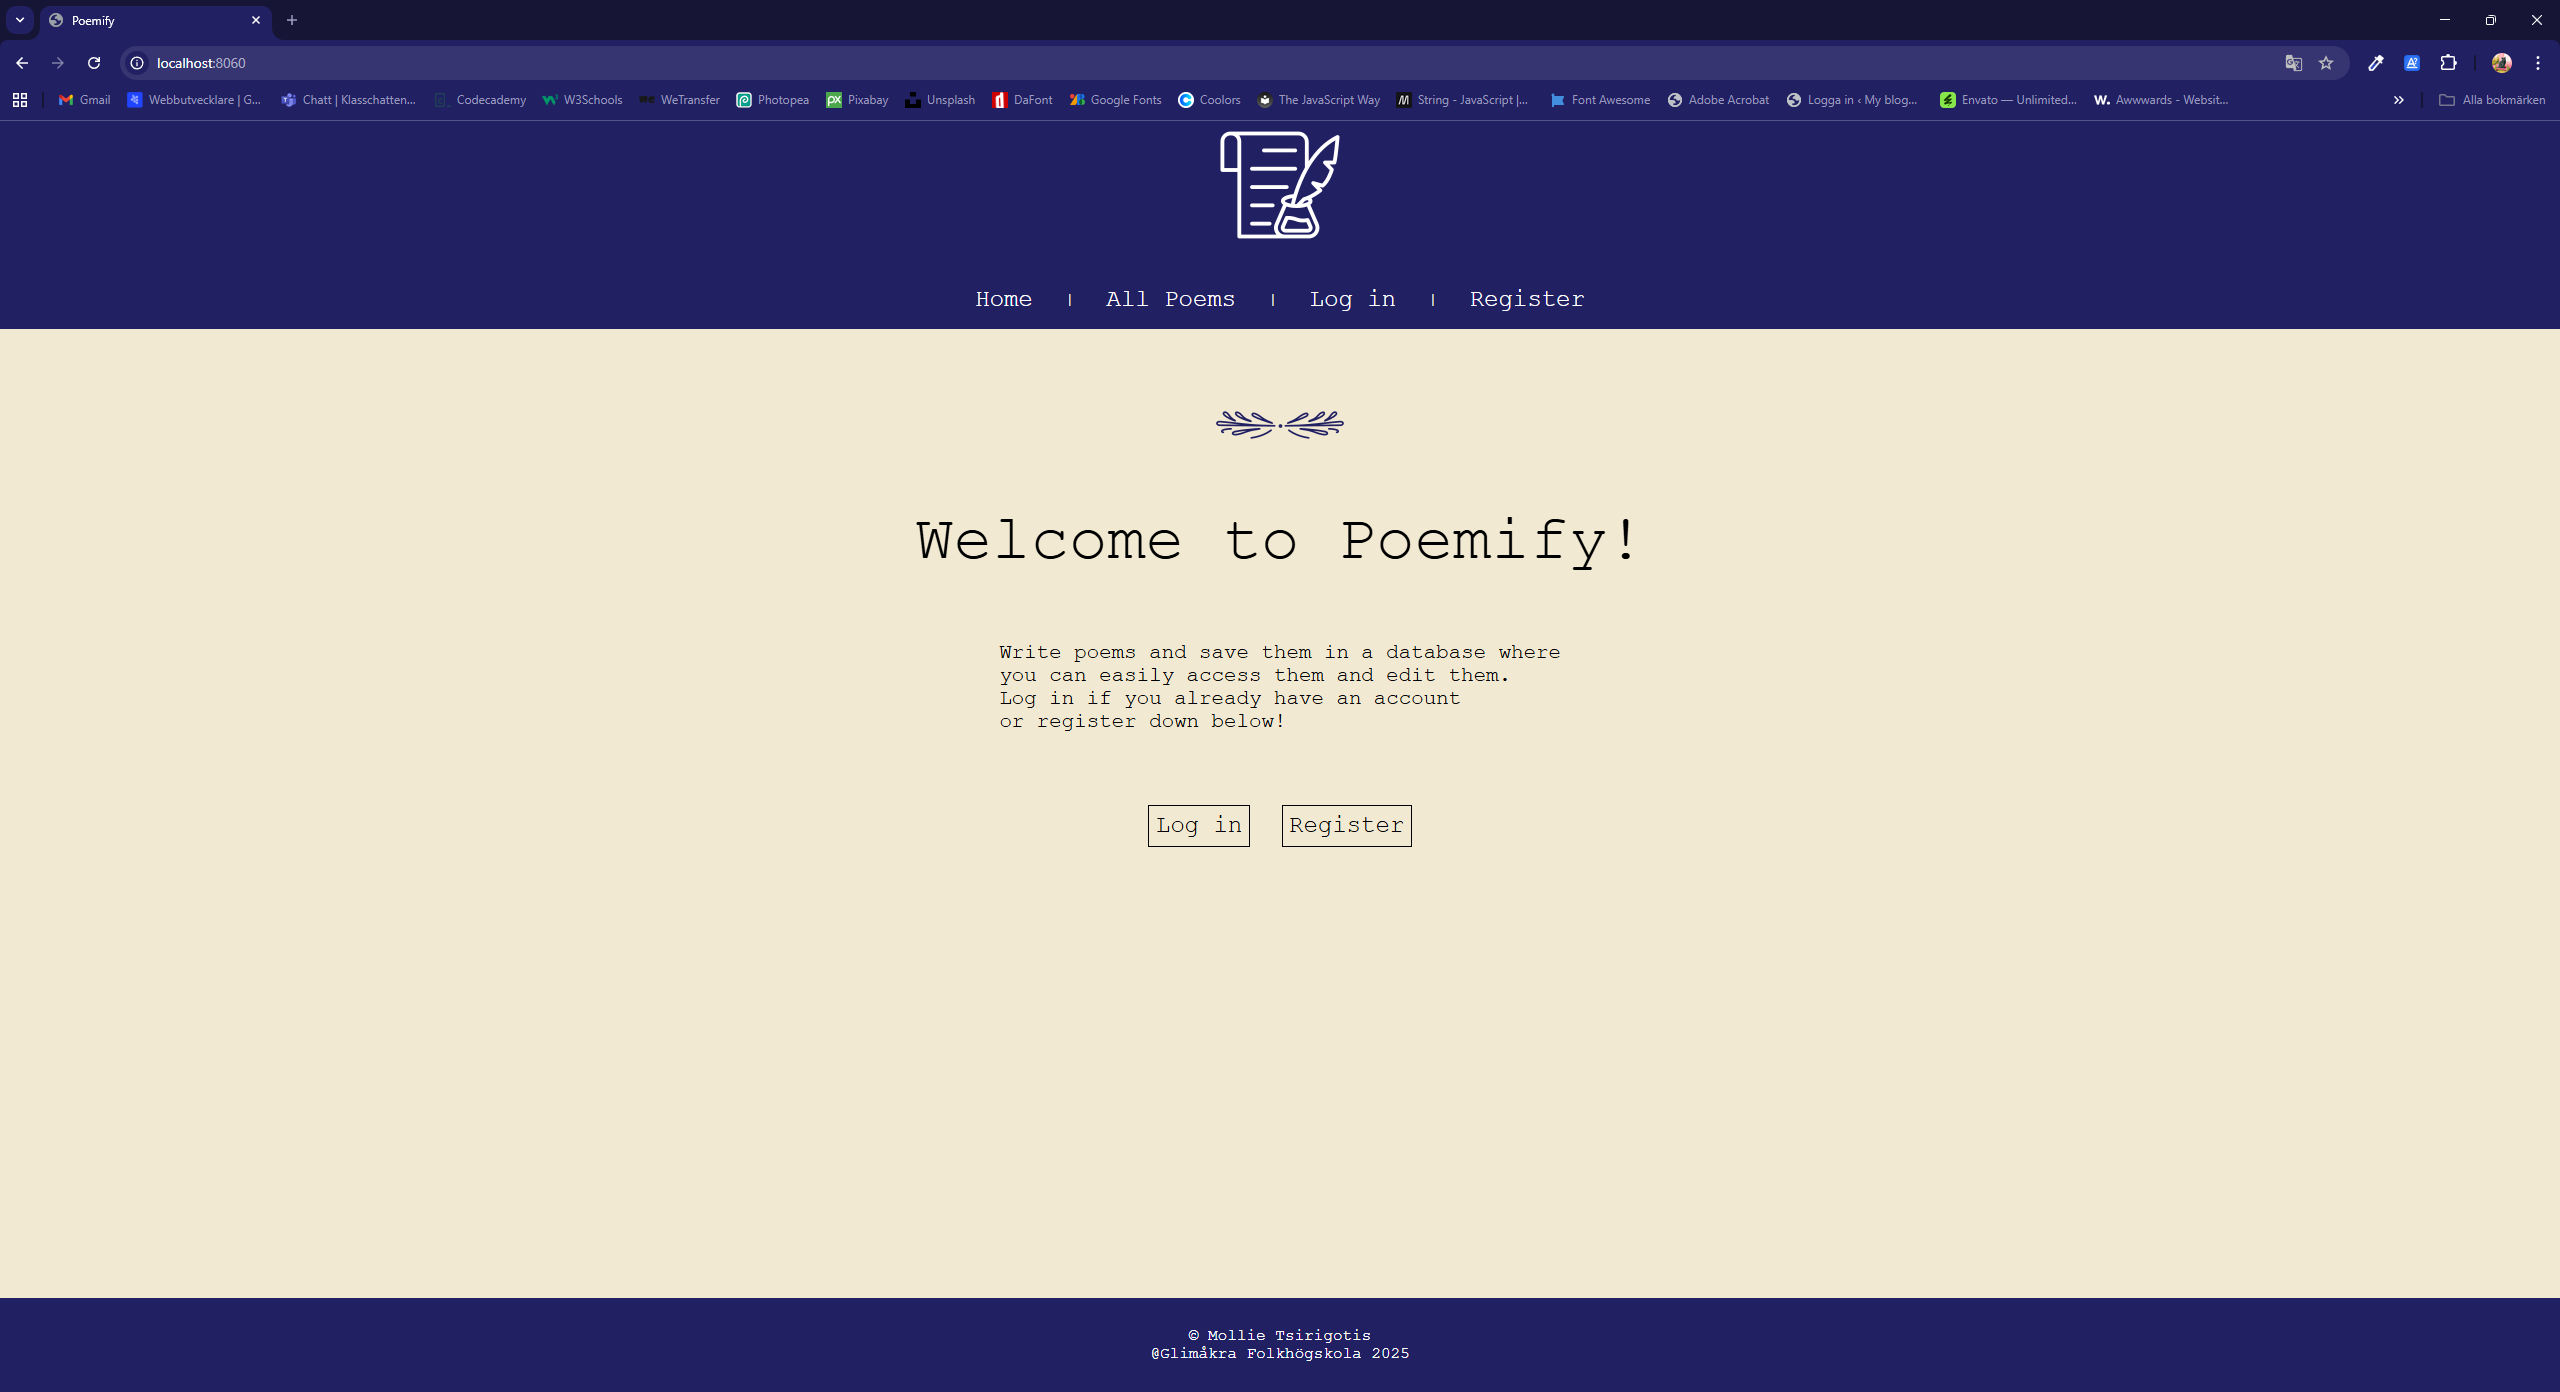 Poemify
localhost:8060
Gmail
Webbutvecklare | G...
Chatt | Klasschatten...
Codecademy
W3Schools
WeTransfer
Photopea
Pixabay
Unsplash
DaFont
Google Fonts
Coolors
The JavaScript Way
String - JavaScript |...
Font Awesome
Adobe Acrobat
Logga in ‹ My blog...
Envato — Unlimited...
W. Awwwards - Websit...
Alla bokmärken
Home | All Poems | Log in | Register
Welcome to Poemify!
Write poems and save them in a database where
you can easily access them and edit them.
Log in if you already have an account
or register down below!
Log in
Register
© Mollie Tsirigotis
@Glimåkra Folkhögskola 2025